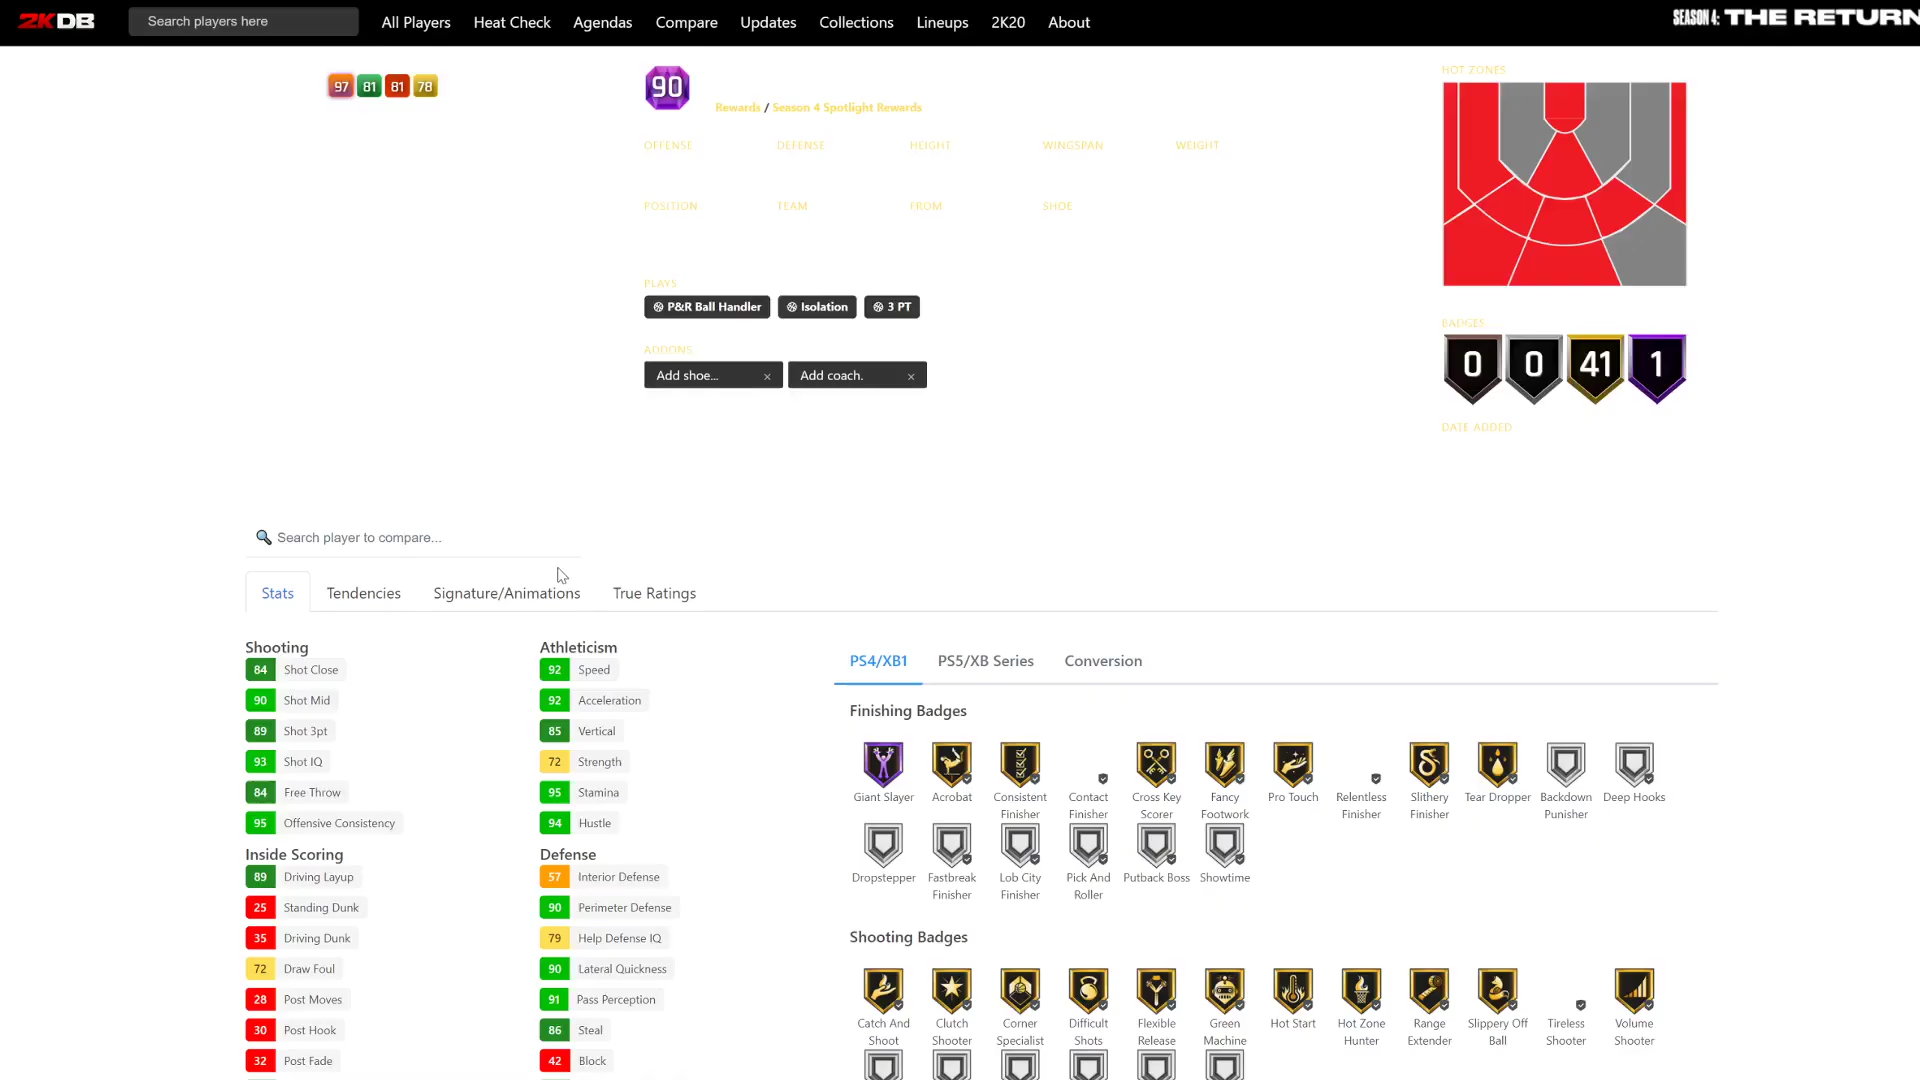 2KDB
Search players here
All Players
Heat Check
Agendas
Compare
Updates
Collections
Lineups
2K20
About
SEASON 4: THE RETURN
97 81 81 78
90
Rewards / Season 4 Spotlight Rewards
OFFENSE
DEFENSE
HEIGHT
WINGSPAN
WEIGHT
POSITION
TEAM
FROM
SHOE
PLAYS
P&R Ball Handler
Isolation
3 PT
ADDONS
Add shoe... ×
Add coach. ×
HOT ZONES
BADGES
0 0 41 1
DATE ADDED
Search player to compare...
Stats
Tendencies
Signature/Animations
True Ratings
Shooting
84 Shot Close
90 Shot Mid
89 Shot 3pt
93 Shot IQ
84 Free Throw
95 Offensive Consistency
Inside Scoring
89 Driving Layup
25 Standing Dunk
35 Driving Dunk
72 Draw Foul
28 Post Moves
30 Post Hook
32 Post Fade
Athleticism
92 Speed
92 Acceleration
85 Vertical
72 Strength
95 Stamina
94 Hustle
Defense
57 Interior Defense
90 Perimeter Defense
79 Help Defense IQ
90 Lateral Quickness
91 Pass Perception
86 Steal
42 Block
PS4/XB1
PS5/XB Series
Conversion
Finishing Badges
Giant Slayer
Acrobat
Consistent
Finisher
Contact
Finisher
Cross Key
Scorer
Fancy
Footwork
Pro Touch
Relentless
Finisher
Slithery
Finisher
Tear Dropper
Backdown
Punisher
Deep Hooks
Dropstepper
Fastbreak
Finisher
Lob City
Finisher
Pick And
Roller
Putback Boss
Showtime
Shooting Badges
Catch And
Shoot
Clutch
Shooter
Corner
Specialist
Difficult
Shots
Flexible
Release
Green
Machine
Hot Start
Hot Zone
Hunter
Range
Extender
Slippery Off
Ball
Tireless
Shooter
Volume
Shooter